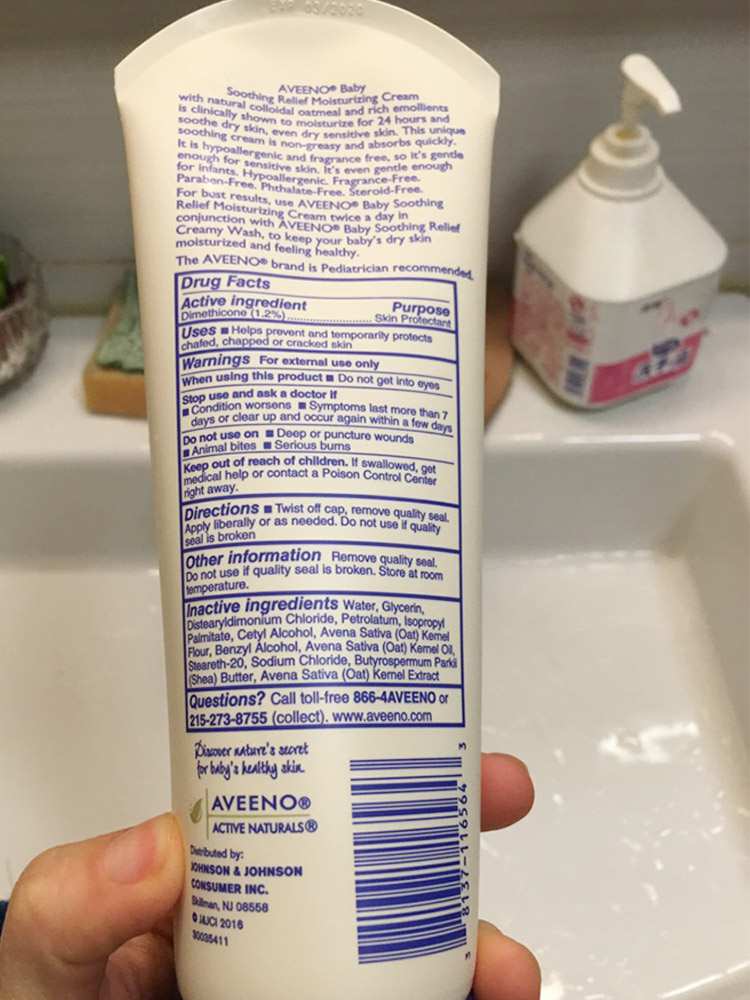 EXP 03/2020
AVEENO® Baby
Soothing Relief Moisturizing Cream
with natural colloidal oatmeal and rich emollients
is clinically shown to moisturize for 24 hours and
soothe dry skin, even dry sensitive skin. This unique
soothing cream is non-greasy and absorbs quickly.
It is hypoallergenic and fragrance free, so it's gentle
enough for sensitive skin. It's even gentle enough
for infants. Hypoallergenic. Fragrance-Free.
Paraben-Free. Phthalate-Free. Steroid-Free.
For best results, use AVEENO® Baby Soothing
Relief Moisturizing Cream twice a day in
conjunction with AVEENO® Baby Soothing Relief
Creamy Wash, to keep your baby's dry skin
moisturized and feeling healthy.
The AVEENO® brand is Pediatrician recommended.
Drug Facts
Active ingredient Purpose
Dimethicone (1.2%)........................ Skin Protectant
Uses ■ Helps prevent and temporarily protects
chafed, chapped or cracked skin
Warnings For external use only
When using this product ■ Do not get into eyes
Stop use and ask a doctor if
■ Condition worsens ■ Symptoms last more than 7
days or clear up and occur again within a few days
Do not use on ■ Deep or puncture wounds
■ Animal bites ■ Serious burns
Keep out of reach of children. If swallowed, get
medical help or contact a Poison Control Center
right away.
Directions ■ Twist off cap, remove quality seal.
Apply liberally or as needed. Do not use if quality
seal is broken
Other information Remove quality seal.
Do not use if quality seal is broken. Store at room
temperature.
Inactive ingredients Water, Glycerin,
Distearyldimonium Chloride, Petrolatum, Isopropyl
Palmitate, Cetyl Alcohol, Avena Sativa (Oat) Kernel
Flour, Benzyl Alcohol, Avena Sativa (Oat) Kernel Oil,
Steareth-20, Sodium Chloride, Butyrospermum Parkii
(Shea) Butter, Avena Sativa (Oat) Kernel Extract
Questions? Call toll-free 866-4AVEENO or
215-273-8755 (collect). www.aveeno.com
Discover nature's secret
for baby's healthy skin.
AVEENO®
ACTIVE NATURALS®
Distributed by:
JOHNSON & JOHNSON
CONSUMER INC.
Skillman, NJ 08558
© J&JCI 2016
30035411
3 8137-116564 3